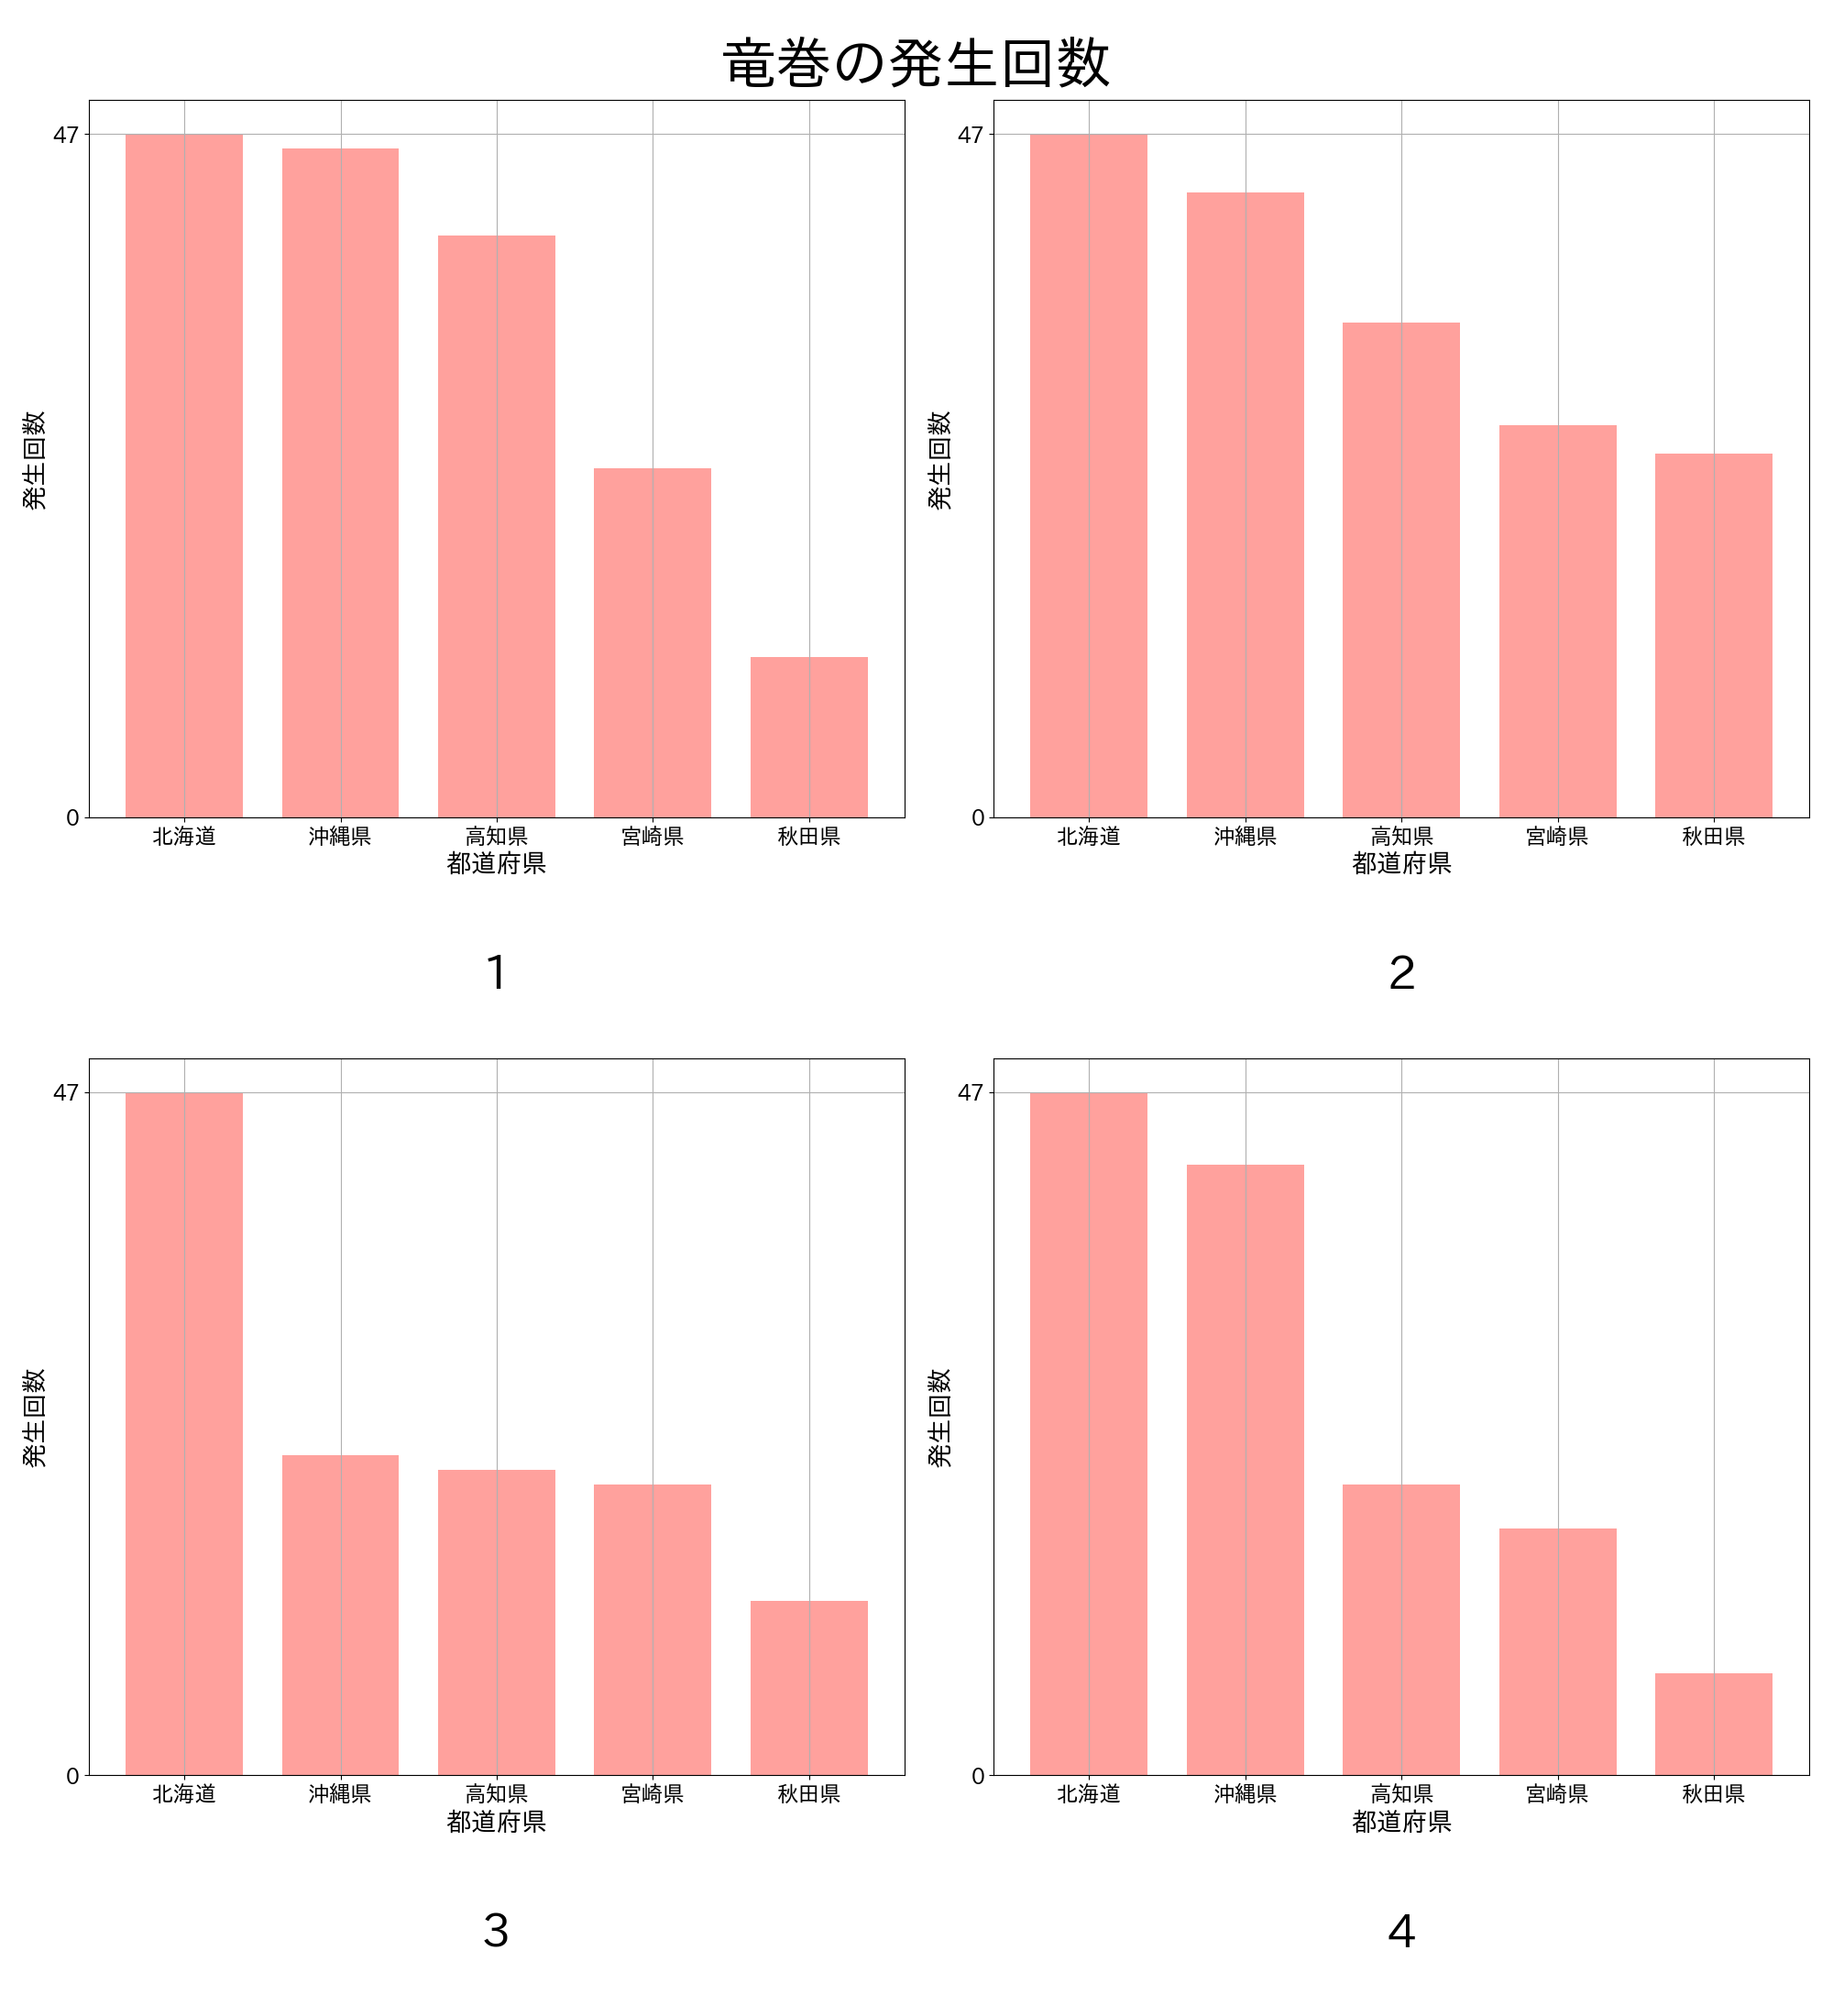 竜巻の発生回数
47
0
発生回数
北海道 沖縄県 高知県 宮崎県 秋田県
都道府県
1
47
0
発生回数
北海道 沖縄県 高知県 宮崎県 秋田県
都道府県
2
47
0
発生回数
北海道 沖縄県 高知県 宮崎県 秋田県
都道府県
3
47
0
発生回数
北海道 沖縄県 高知県 宮崎県 秋田県
都道府県
4